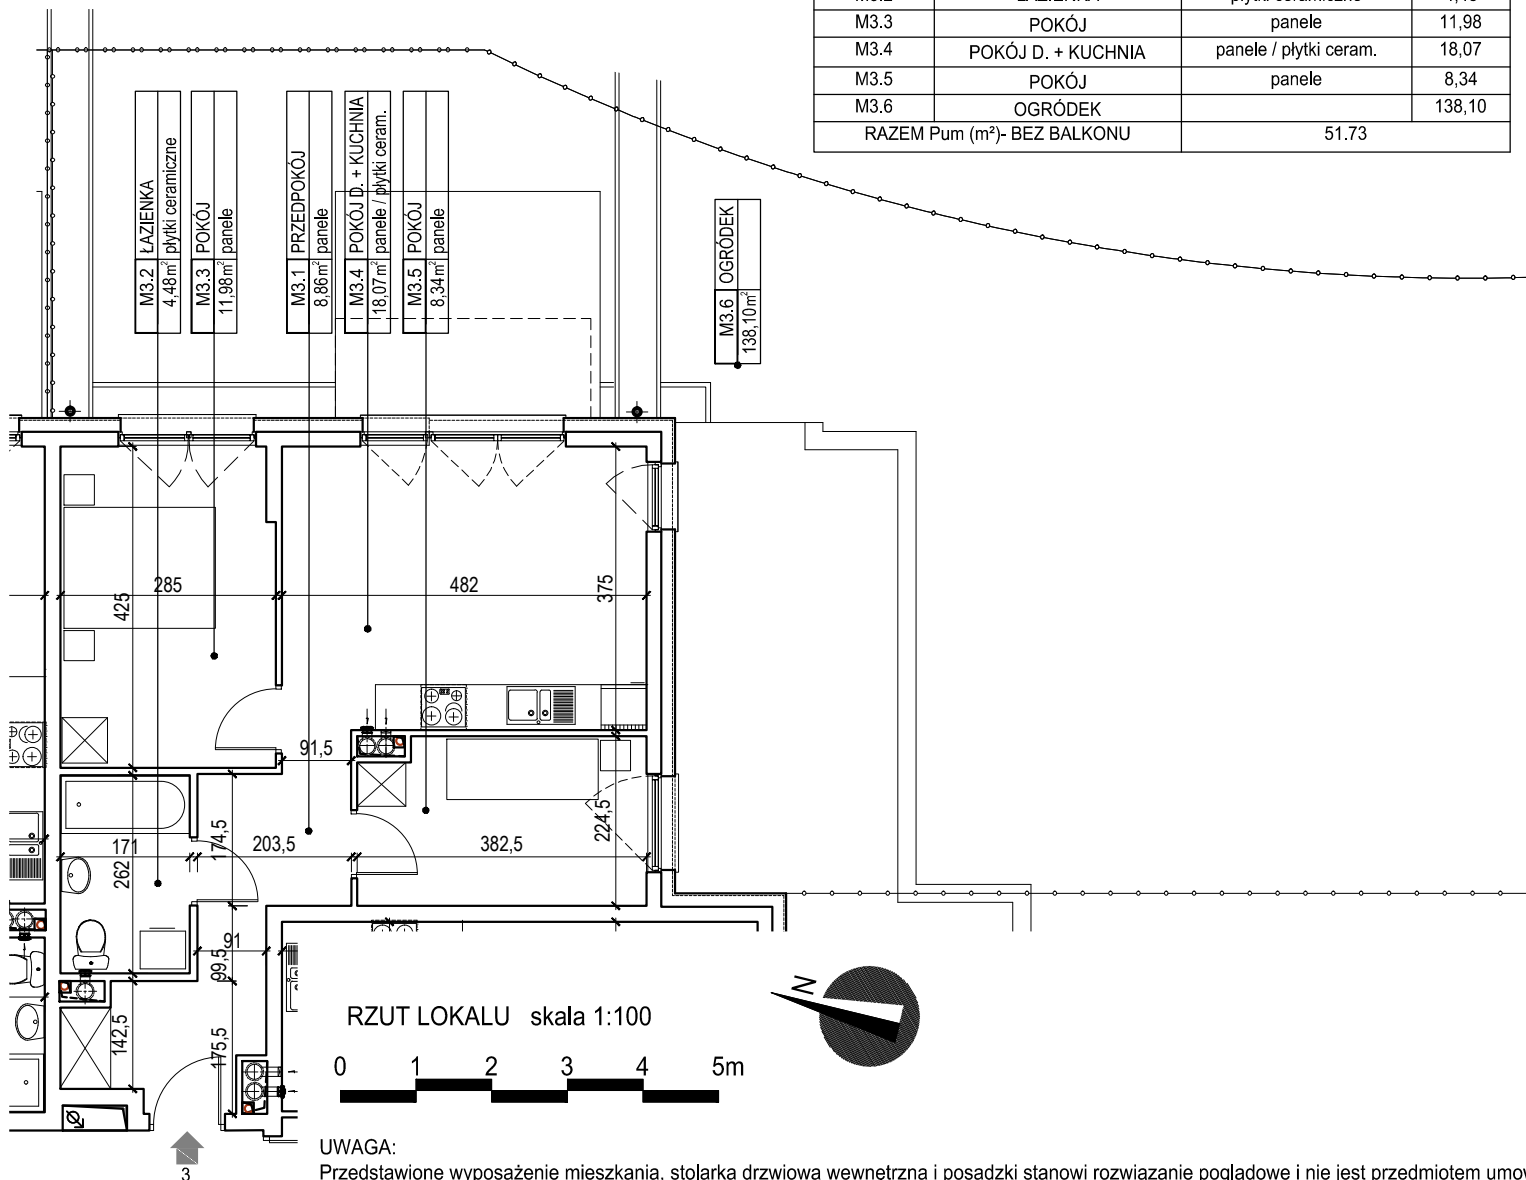 M3.3 POKÓJ panele 11,98
M3.4 POKÓJ D. + KUCHNIA panele / płytki ceram. 18,07
M3.5 POKÓJ panele 8,34
M3.6 OGRÓDEK 138,10
RAZEM Pum (m²)- BEZ BALKONU 51.73
M3.2 ŁAZIENKA
4,48m² płytki ceramiczne
M3.3 POKÓJ
11,98m² panele
M3.1 PRZEDPOKÓJ
8,86m² panele
M3.4 POKÓJ D. + KUCHNIA
18,07m² panele / płytki ceram.
M3.5 POKÓJ
8,34m² panele
M3.6 OGRÓDEK
138,10m²
285
425
482
375
91,5
171
262
174,5
203,5
382,5
224,5
91
99,5
142,5
175,5
3
RZUT LOKALU skala 1:100
0 1 2 3 4 5m
N
UWAGA:
Przedstawione wyposażenie mieszkania, stolarka drzwiowa wewnętrzna i posadzki stanowi rozwiązanie poglądowe i nie jest przedmiotem